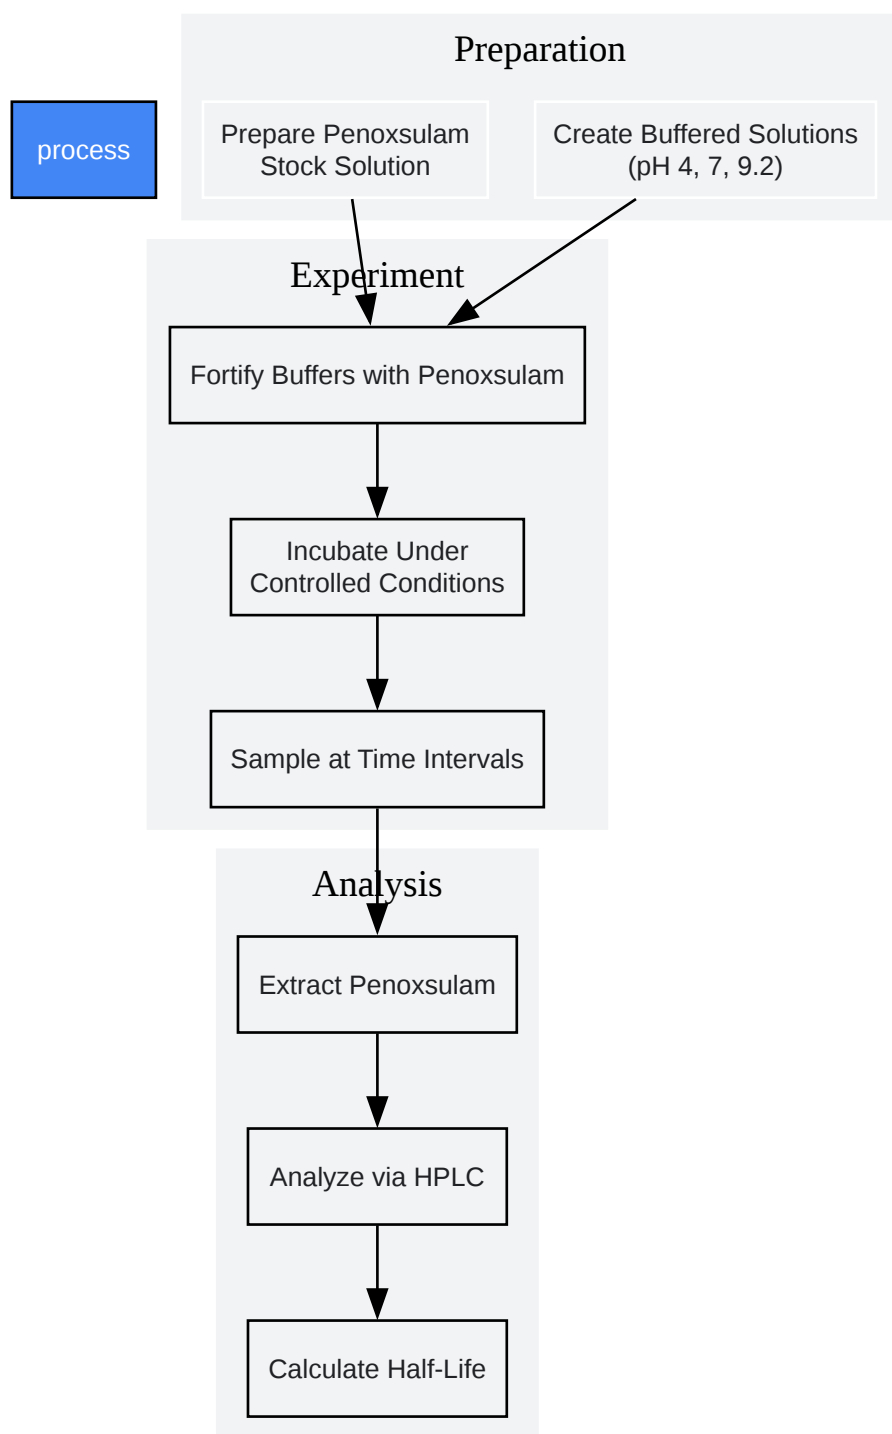 Preparation
process
Prepare Penoxsulam
Stock Solution
Create Buffered Solutions
(pH 4, 7, 9.2)
Experiment
Fortify Buffers with Penoxsulam
Incubate Under
Controlled Conditions
Sample at Time Intervals
Analysis
Extract Penoxsulam
Analyze via HPLC
Calculate Half-Life